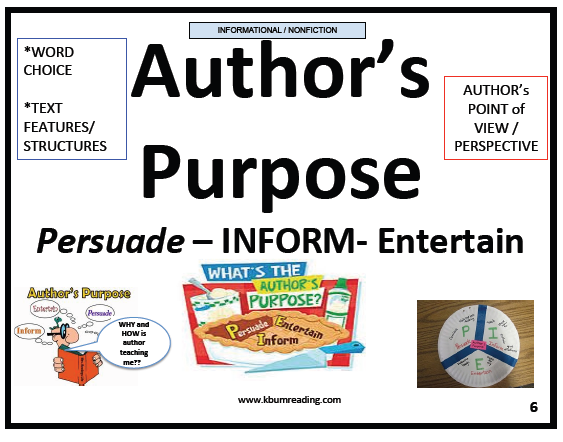 INFORMATIONAL / NONFICTION
*WORD
CHOICE
*TEXT
FEATURES/
STRUCTURES
Author’s
Purpose
AUTHOR’s
POINT of
VIEW /
PERSPECTIVE
Persuade – INFORM- Entertain
Author's Purpose
Entertain
Persuade
Inform
WHY and
HOW is
author
teaching
me??
WHAT'S THE
AUTHOR'S
PURPOSE?
Persuade
Entertain
Inform
P
I
E
www.kbumreading.com
6